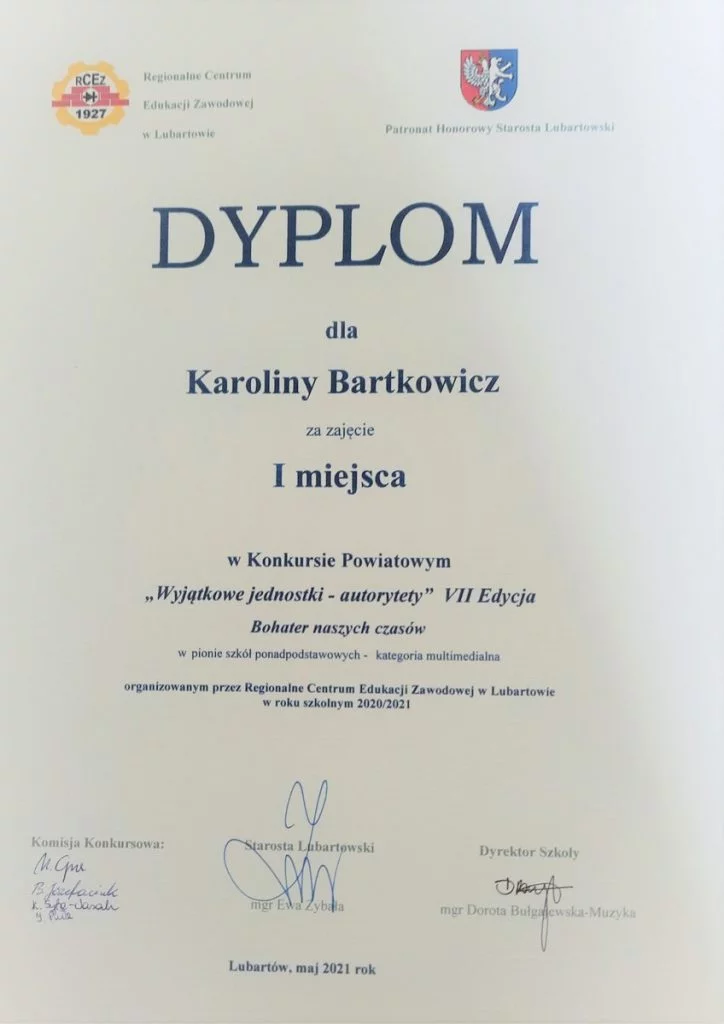 RCEZ
1927
Regionalne Centrum
Edukacji Zawodowej
w Lubartowie
Patronat Honorowy Starosta Lubartowski
DYPLOM
dla
Karoliny Bartkowicz
za zajęcie
I miejsca
w Konkursie Powiatowym
„Wyjątkowe jednostki - autorytety” VII Edycja
Bohater naszych czasów
w pionie szkół ponadpodstawowych - kategoria multimedialna
organizowanym przez Regionalne Centrum Edukacji Zawodowej w Lubartowie
w roku szkolnym 2020/2021
Komisja Konkursowa:
Starosta Lubartowski
mgr Ewa Zybała
Dyrektor Szkoły
mgr Dorota Bułgajewska-Muzyka
Lubartów, maj 2021 rok